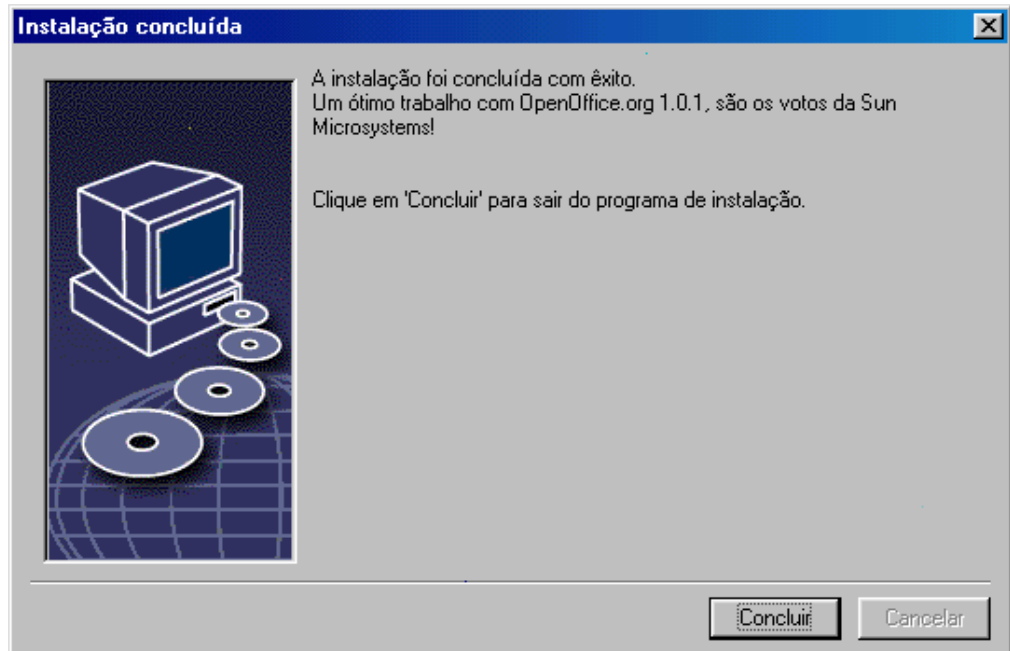 Instalação concluída
A instalação foi concluída com êxito.
Um ótimo trabalho com OpenOffice.org 1.0.1, são os votos da Sun
Microsystems!
Clique em 'Concluir' para sair do programa de instalação.
Concluir
Cancelar